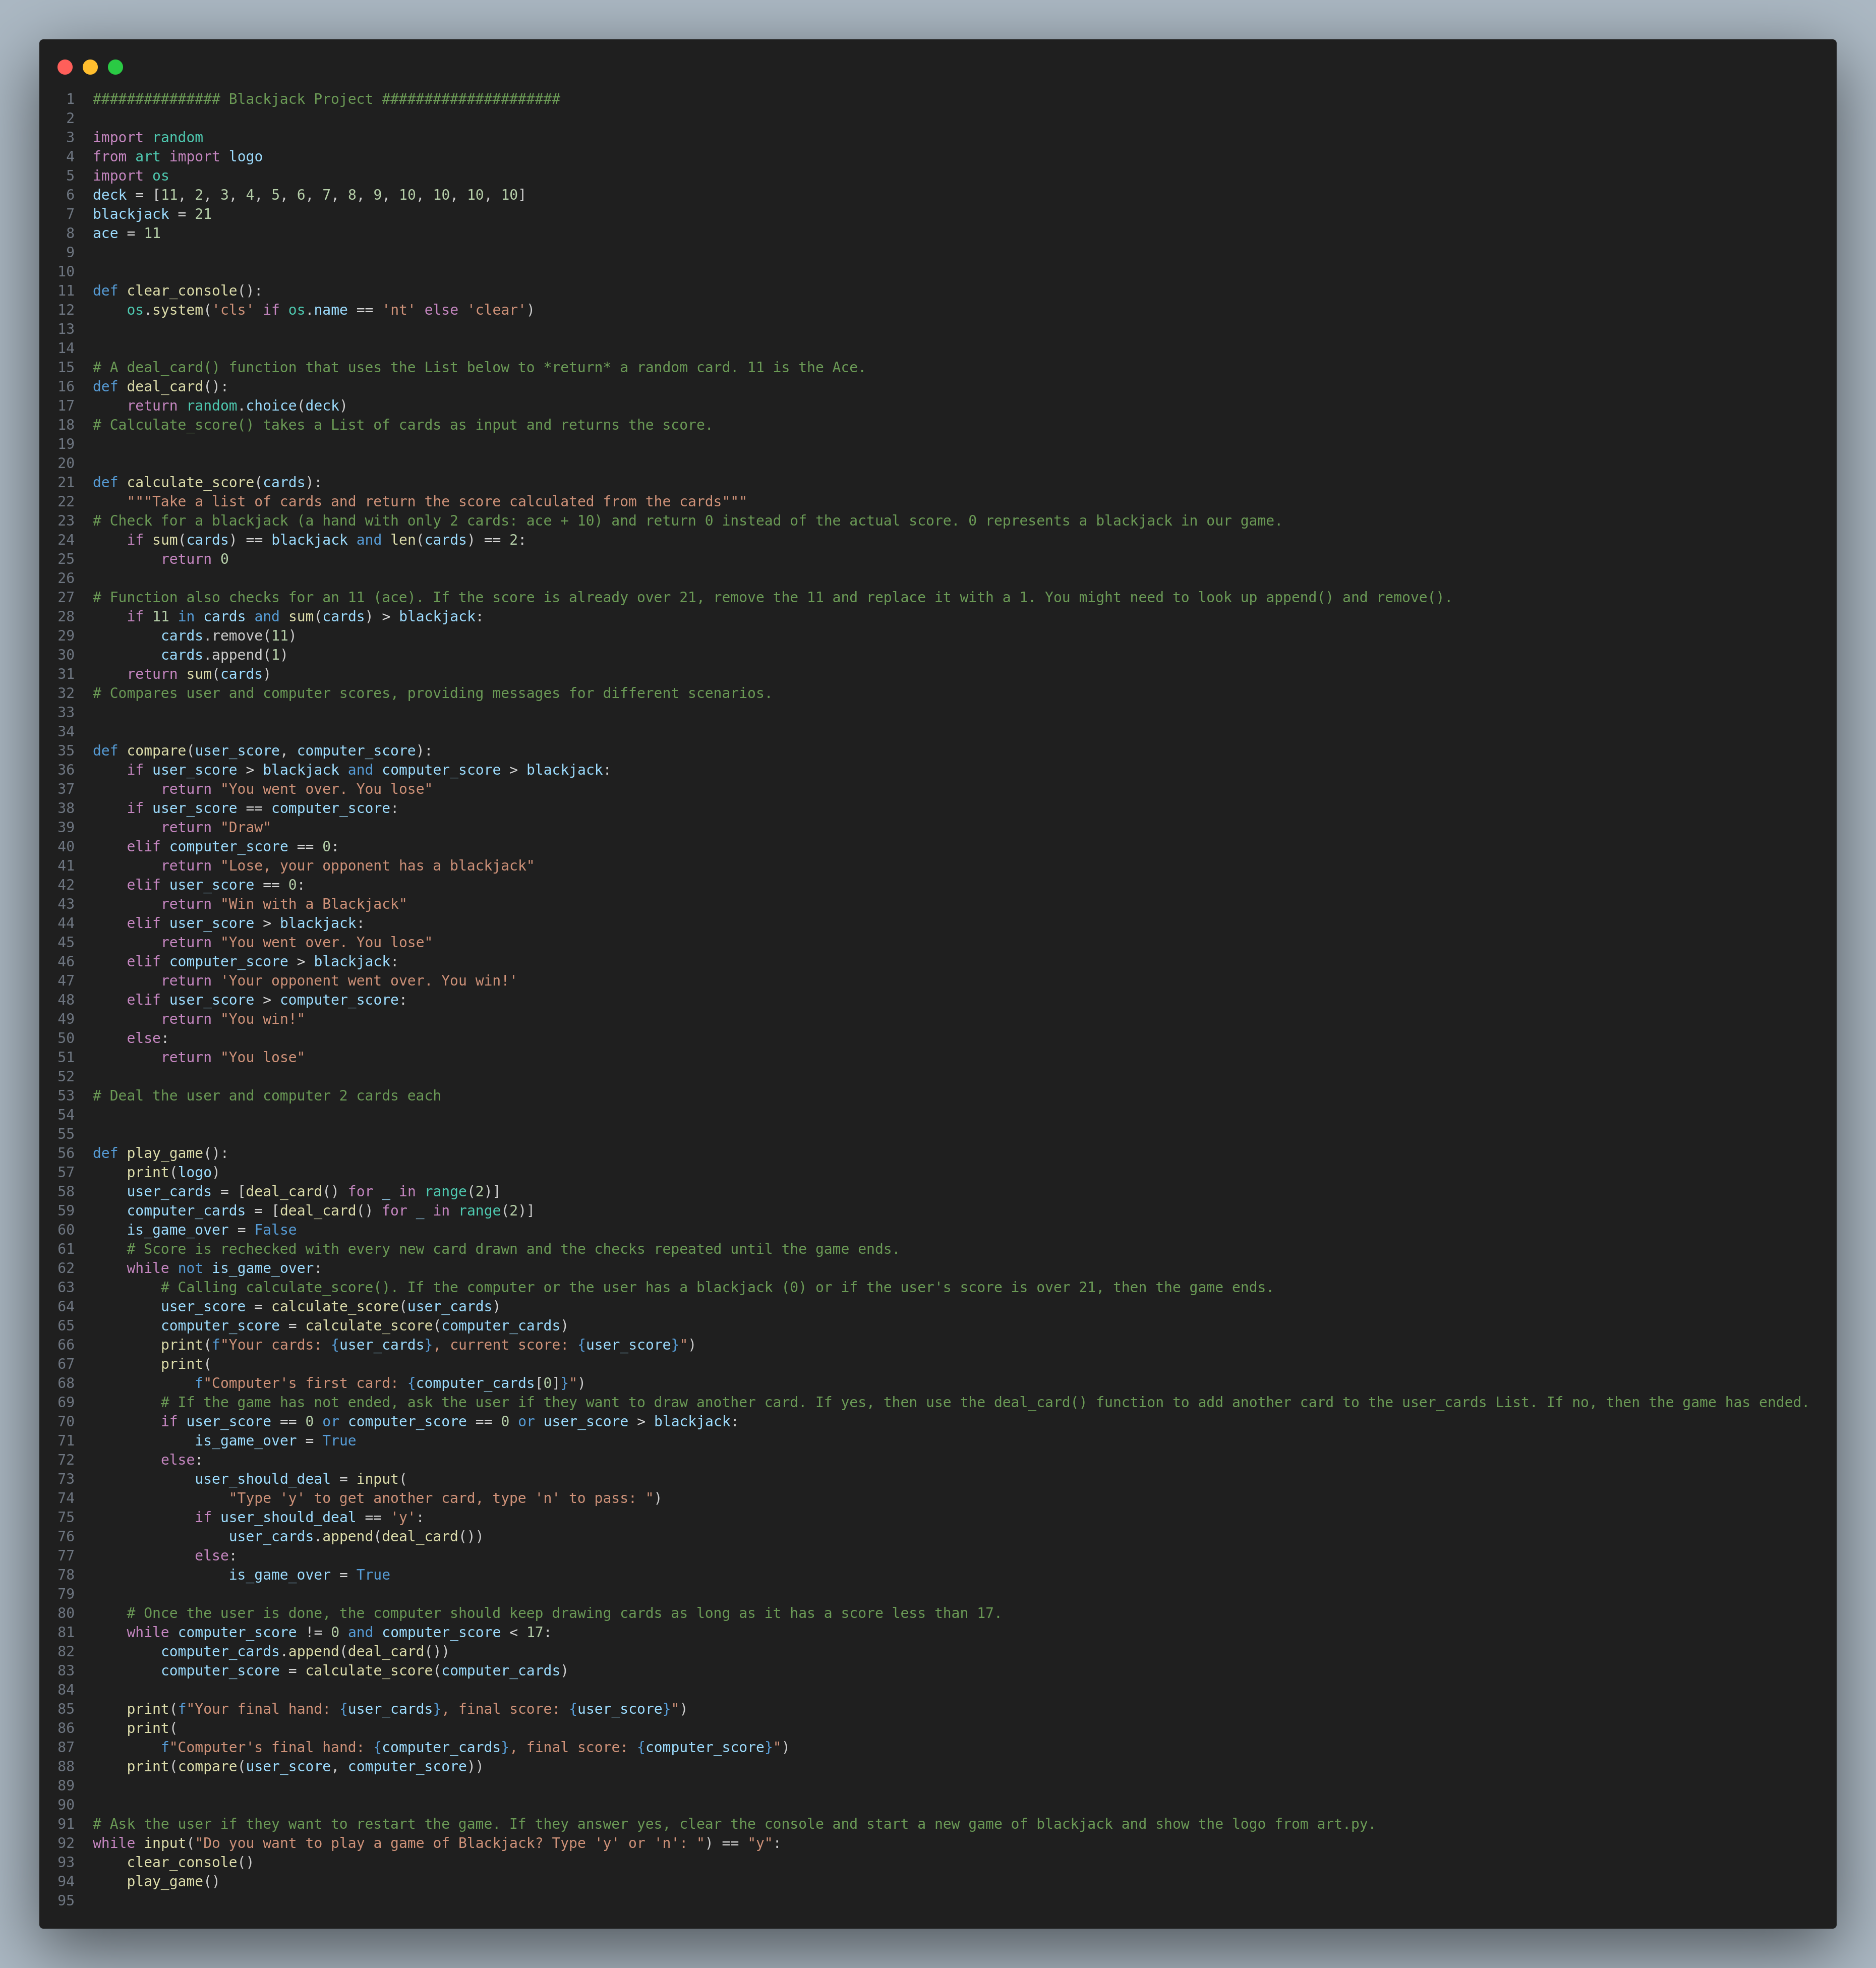 1 ############### Blackjack Project #####################
2
3 import random
4 from art import logo
5 import os
6 deck = [11, 2, 3, 4, 5, 6, 7, 8, 9, 10, 10, 10, 10]
7 blackjack = 21
8 ace = 11
9
10
11 def clear_console():
12     os.system('cls' if os.name == 'nt' else 'clear')
13
14
15 # A deal_card() function that uses the List below to *return* a random card. 11 is the Ace.
16 def deal_card():
17     return random.choice(deck)
18 # Calculate_score() takes a List of cards as input and returns the score.
19
20
21 def calculate_score(cards):
22     """Take a list of cards and return the score calculated from the cards"""
23 # Check for a blackjack (a hand with only 2 cards: ace + 10) and return 0 instead of the actual score. 0 represents a blackjack in our game.
24     if sum(cards) == blackjack and len(cards) == 2:
25         return 0
26
27 # Function also checks for an 11 (ace). If the score is already over 21, remove the 11 and replace it with a 1. You might need to look up append() and remove().
28     if 11 in cards and sum(cards) > blackjack:
29         cards.remove(11)
30         cards.append(1)
31     return sum(cards)
32 # Compares user and computer scores, providing messages for different scenarios.
33
34
35 def compare(user_score, computer_score):
36     if user_score > blackjack and computer_score > blackjack:
37         return "You went over. You lose"
38     if user_score == computer_score:
39         return "Draw"
40     elif computer_score == 0:
41         return "Lose, your opponent has a blackjack"
42     elif user_score == 0:
43         return "Win with a Blackjack"
44     elif user_score > blackjack:
45         return "You went over. You lose"
46     elif computer_score > blackjack:
47         return 'Your opponent went over. You win!'
48     elif user_score > computer_score:
49         return "You win!"
50     else:
51         return "You lose"
52
53 # Deal the user and computer 2 cards each
54
55
56 def play_game():
57     print(logo)
58     user_cards = [deal_card() for _ in range(2)]
59     computer_cards = [deal_card() for _ in range(2)]
60     is_game_over = False
61     # Score is rechecked with every new card drawn and the checks repeated until the game ends.
62     while not is_game_over:
63         # Calling calculate_score(). If the computer or the user has a blackjack (0) or if the user's score is over 21, then the game ends.
64         user_score = calculate_score(user_cards)
65         computer_score = calculate_score(computer_cards)
66         print(f"Your cards: {user_cards}, current score: {user_score}")
67         print(
68             f"Computer's first card: {computer_cards[0]}")
69         # If the game has not ended, ask the user if they want to draw another card. If yes, then use the deal_card() function to add another card to the user_cards List. If no, then the game has ended.
70         if user_score == 0 or computer_score == 0 or user_score > blackjack:
71             is_game_over = True
72         else:
73             user_should_deal = input(
74                 "Type 'y' to get another card, type 'n' to pass: ")
75             if user_should_deal == 'y':
76                 user_cards.append(deal_card())
77             else:
78                 is_game_over = True
79
80     # Once the user is done, the computer should keep drawing cards as long as it has a score less than 17.
81     while computer_score != 0 and computer_score < 17:
82         computer_cards.append(deal_card())
83         computer_score = calculate_score(computer_cards)
84
85     print(f"Your final hand: {user_cards}, final score: {user_score}")
86     print(
87         f"Computer's final hand: {computer_cards}, final score: {computer_score}")
88     print(compare(user_score, computer_score))
89
90
91 # Ask the user if they want to restart the game. If they answer yes, clear the console and start a new game of blackjack and show the logo from art.py.
92 while input("Do you want to play a game of Blackjack? Type 'y' or 'n': ") == "y":
93     clear_console()
94     play_game()
95